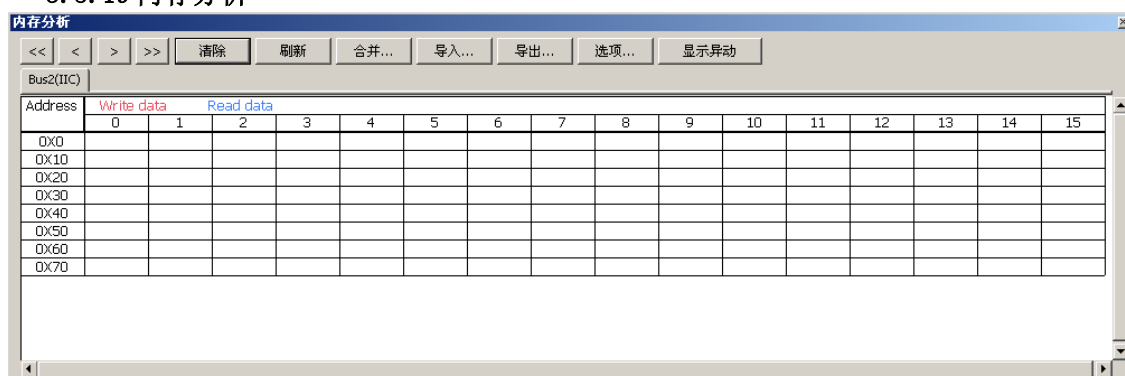 内存分析
<< < > >> 清除 刷新 合并... 导入... 导出... 选项... 显示异动
Bus2(IIC)
Address Write data Read data
0 1 2 3 4 5 6 7 8 9 10 11 12 13 14 15
0X0
0X10
0X20
0X30
0X40
0X50
0X60
0X70